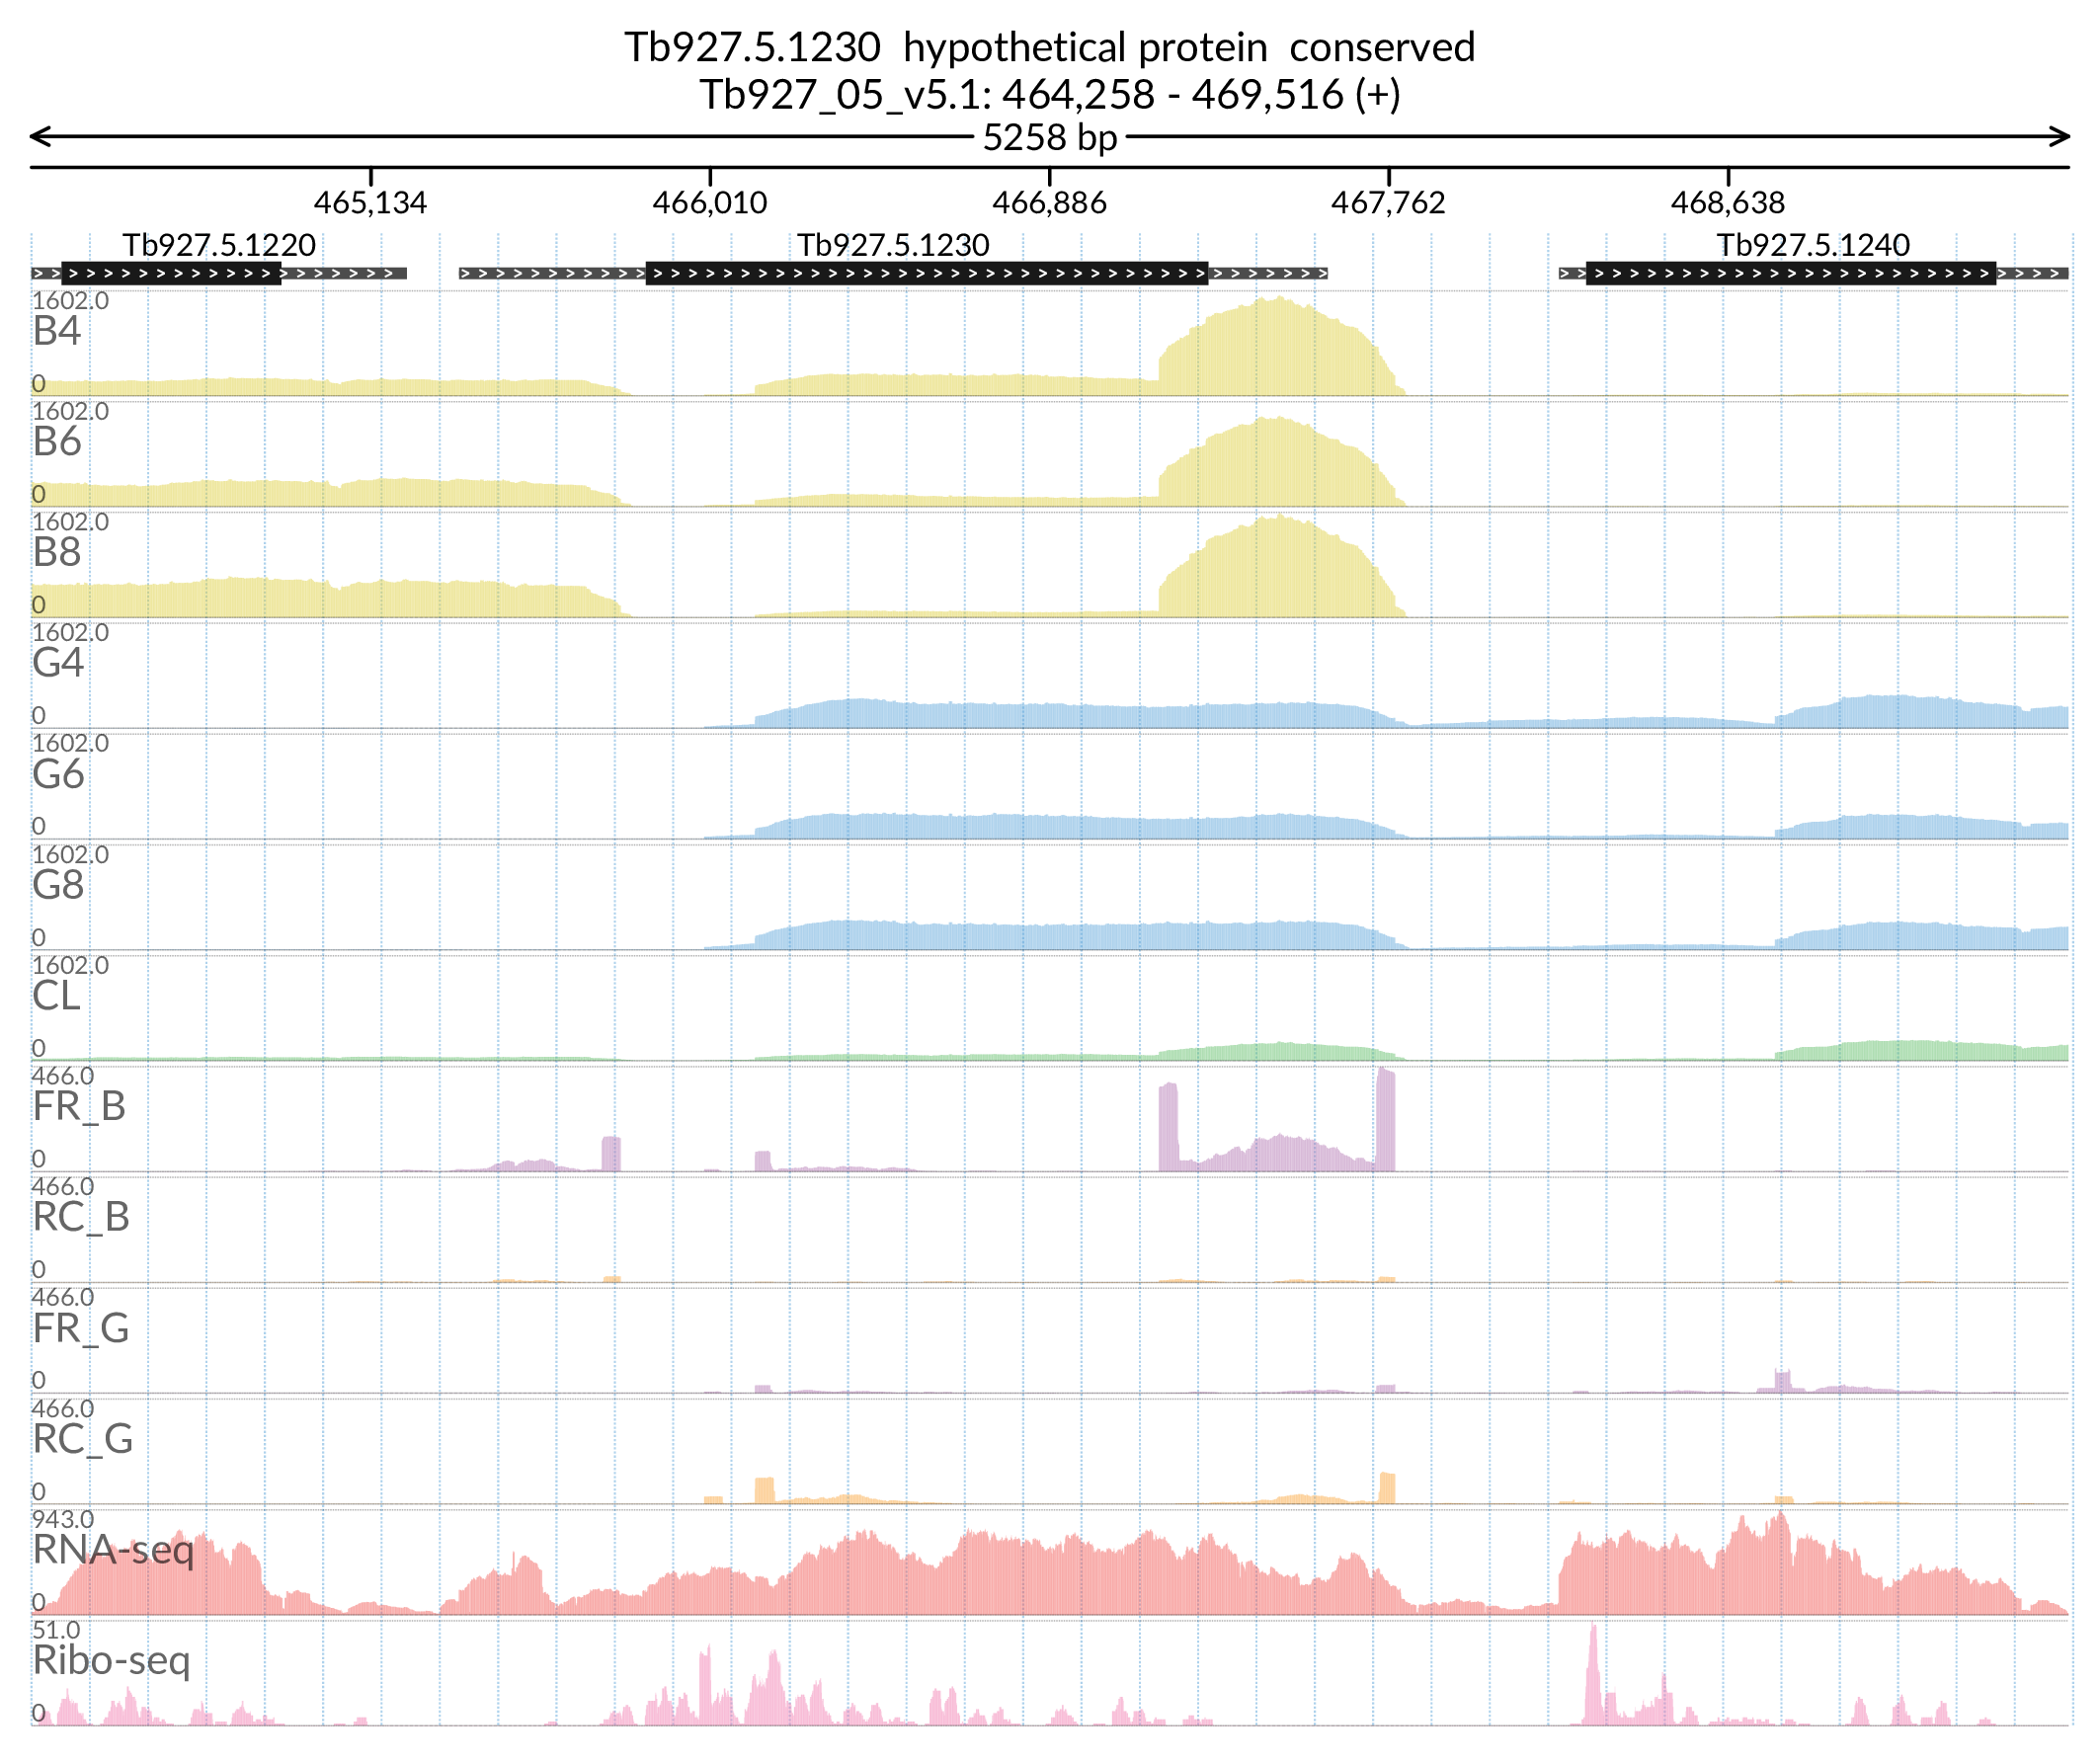 Tb927.5.1230  hypothetical protein  conserved
Tb927_05_v5.1: 464,258 - 469,516 (+)
5258 bp
465,134 466,010 466,886 467,762 468,638
Tb927.5.1220 Tb927.5.1230 Tb927.5.1240
1602.0
B4
0
1602.0
B6
0
1602.0
B8
0
1602.0
G4
0
1602.0
G6
0
1602.0
G8
0
1602.0
CL
0
466.0
FR_B
0
466.0
RC_B
0
466.0
FR_G
0
466.0
RC_G
0
943.0
RNA-seq
0
51.0
Ribo-seq
0